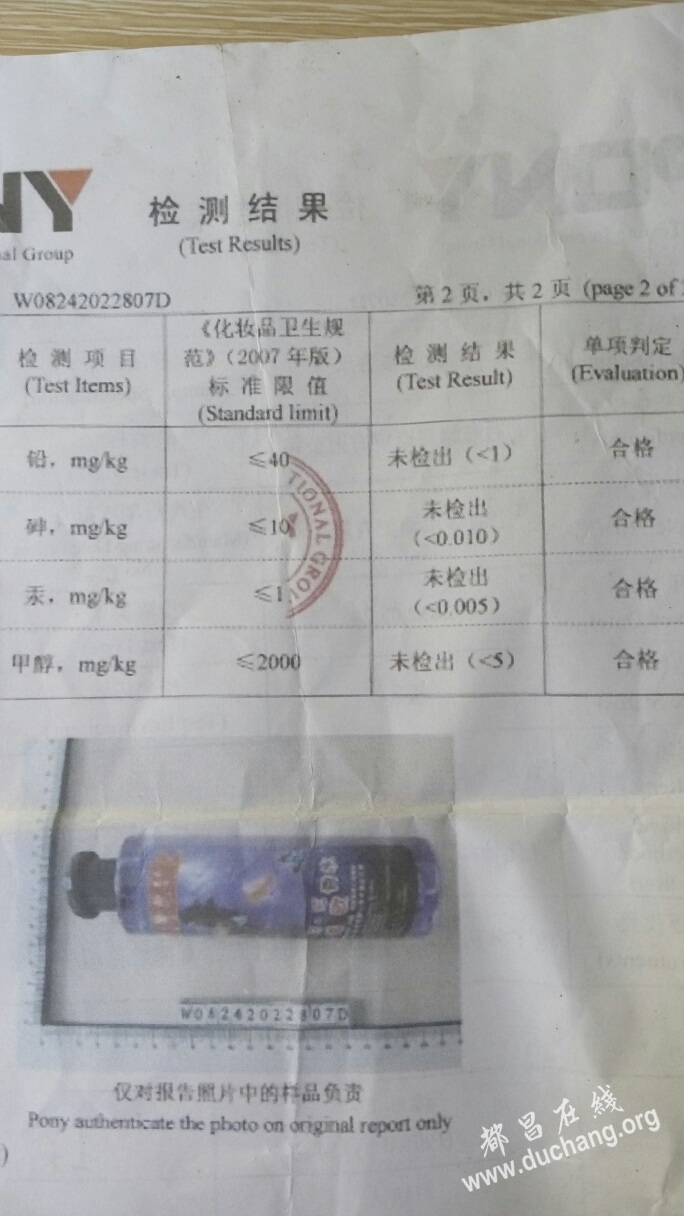 NY
检测结果
al Group
(Test Results)
W08242022807D
第 2 页，共 2 页 (page 2 of
检测项目
(Test Items)
《化妆品卫生规
范》（2007 年版）
标准限值
(Standard limit)
检测结果
(Test Result)
单项判定
(Evaluation)
铅，mg/kg
≤40
未检出（<1）
合格
砷，mg/kg
≤10
未检出
（<0.010）
合格
汞，mg/kg
≤1
未检出
（<0.005）
合格
甲醇，mg/kg
≤2000
未检出（<5）
合格
TIONAL GROU
W08242022807D
仅对报告照片中的样品负责
Pony authenticate the photo on original report only
)
都昌在線
www.duchang.org